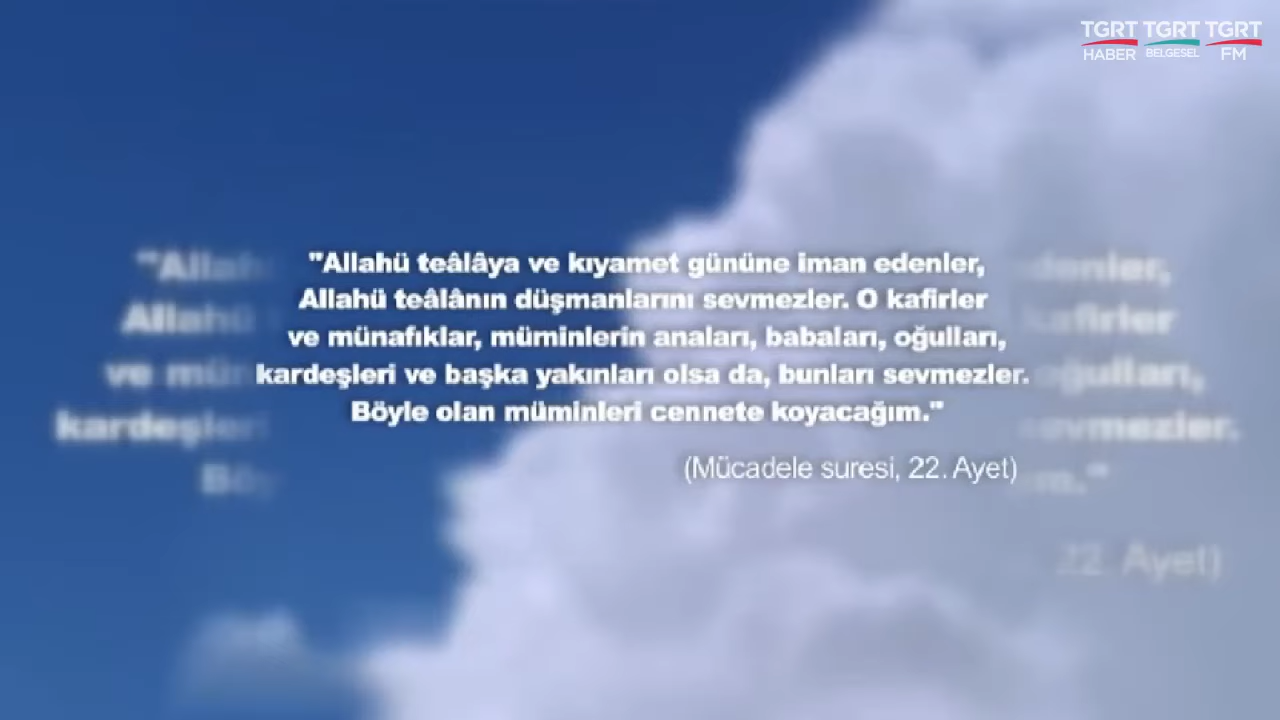 TGRT TGRT TGRT
HABER BELGESEL FM
"Allahü teâlâya ve kıyamet gününe iman edenler,
Allahü teâlânın düşmanlarını sevmezler. O kafirler
ve münafıklar, müminlerin anaları, babaları, oğulları,
kardeşleri ve başka yakınları olsa da, bunları sevmezler.
Böyle olan müminleri cennete koyacağım."
(Mücadele suresi, 22. Ayet)